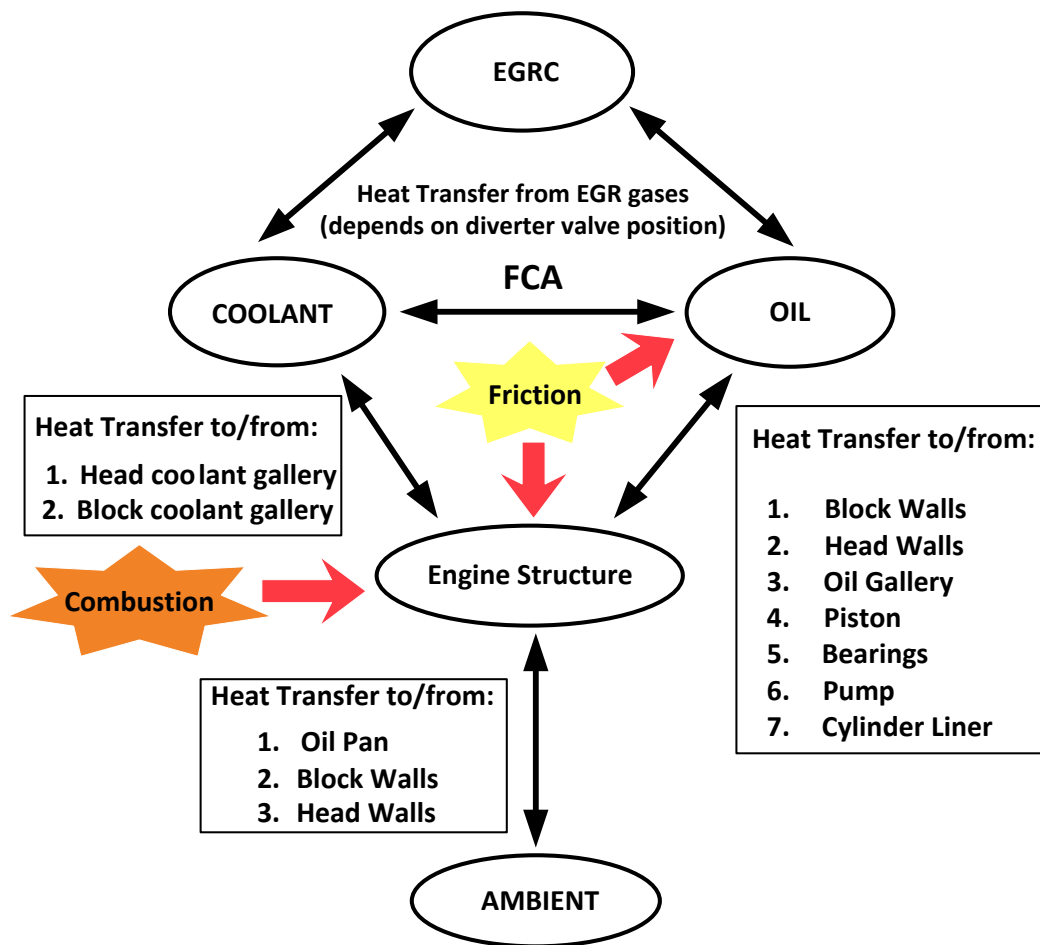 EGRC
Heat Transfer from EGR gases
(depends on diverter valve position)
FCA
COOLANT
OIL
Friction
Heat Transfer to/from:
1. Head coolant gallery
2. Block coolant gallery
Heat Transfer to/from:
1. Block Walls
2. Head Walls
3. Oil Gallery
4. Piston
5. Bearings
6. Pump
7. Cylinder Liner
Engine Structure
Combustion
Heat Transfer to/from:
1. Oil Pan
2. Block Walls
3. Head Walls
AMBIENT